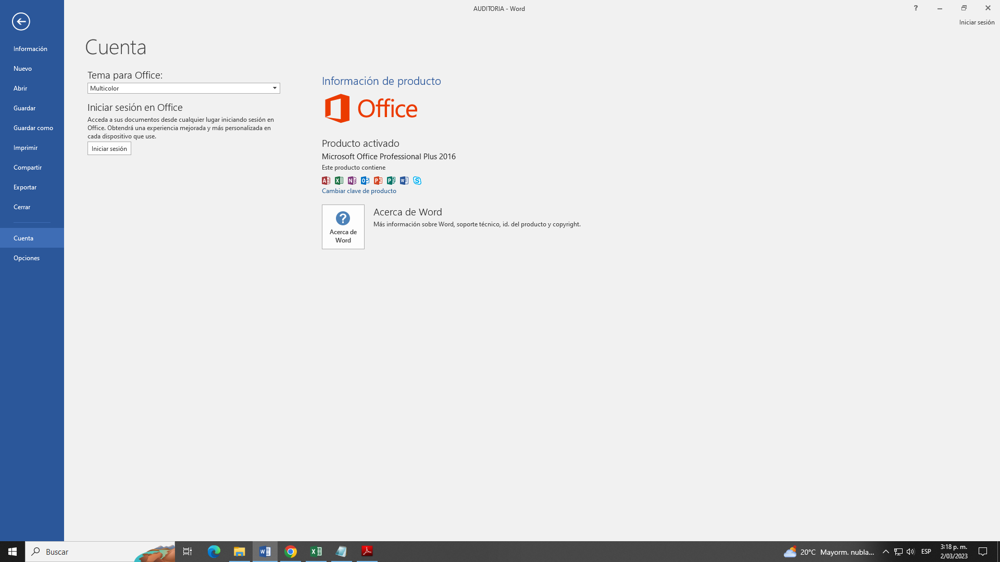 AUDITORIA - Word
?
Iniciar sesión
Información
Nuevo
Abrir
Guardar
Guardar como
Imprimir
Compartir
Exportar
Cerrar
Cuenta
Opciones
Cuenta
Tema para Office:
Multicolor
Iniciar sesión en Office
Acceda a sus documentos desde cualquier lugar iniciando sesión en
Office. Obtendrá una experiencia mejorada y más personalizada en
cada dispositivo que use.
Iniciar sesión
Información de producto
Office
Producto activado
Microsoft Office Professional Plus 2016
Este producto contiene
Cambiar clave de producto
?
Acerca de
Word
Acerca de Word
Más información sobre Word, soporte técnico, id. del producto y copyright.
Buscar
20°C Mayorm. nubla...
ESP
3:18 p. m.
2/03/2023